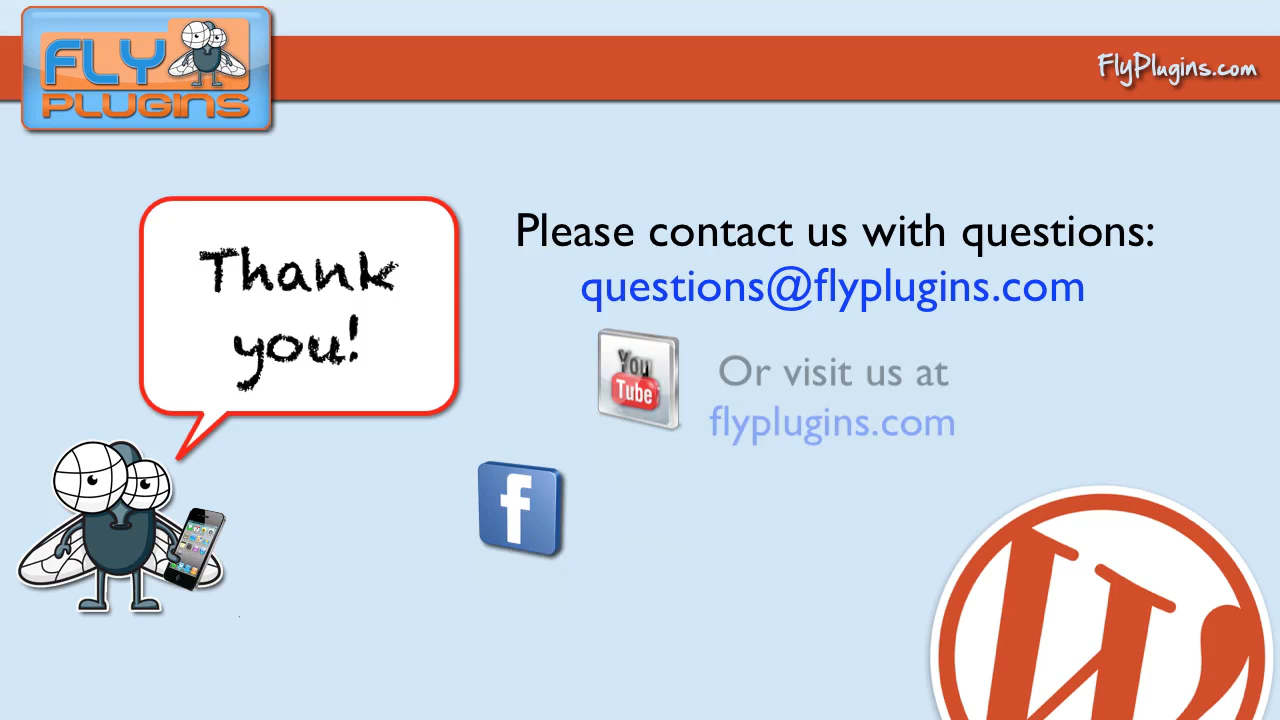 FLY
PLUGINS
FlyPlugins.com
Thank
you!
Please contact us with questions:
questions@flyplugins.com
You
Tube
Or visit us at
flyplugins.com
f
W